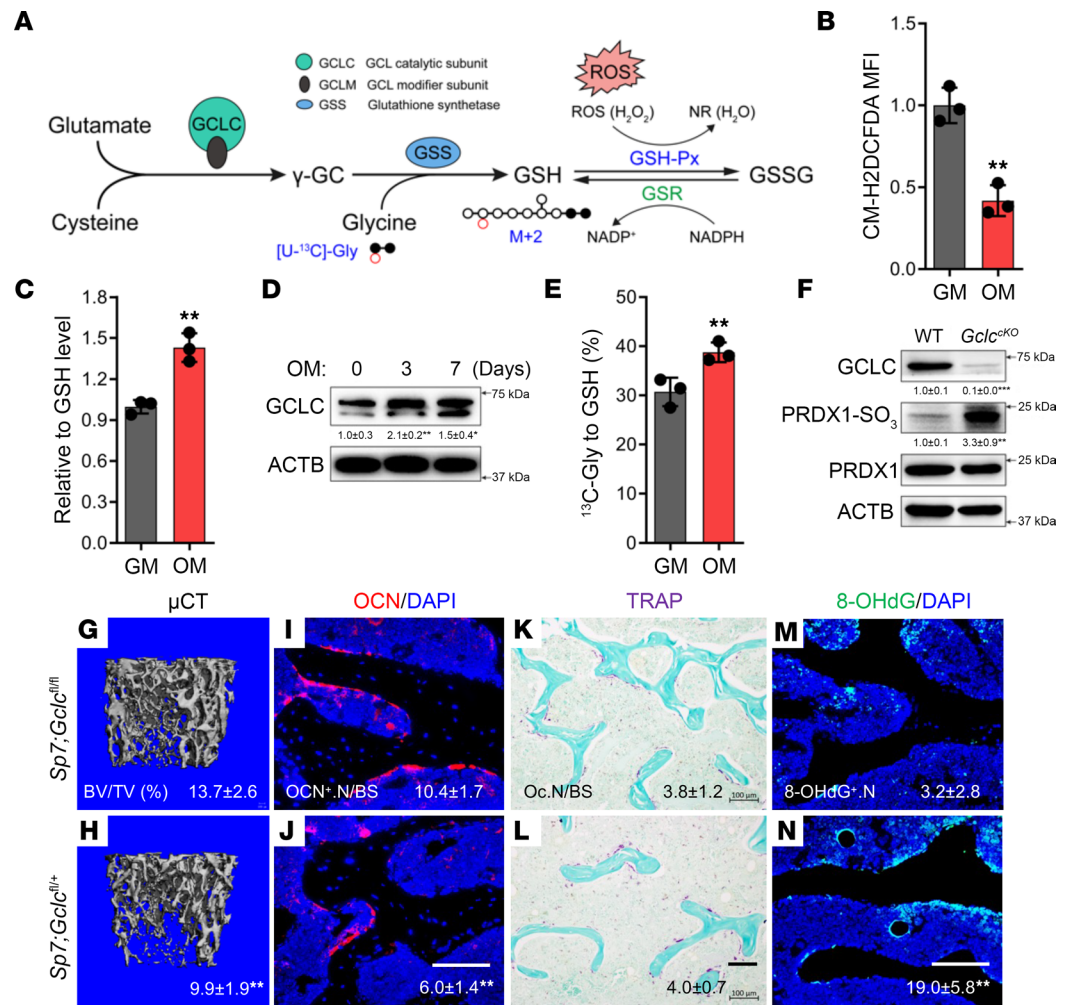 A
GCLC GCL catalytic subunit
GCLM GCL modifier subunit
GSS Glutathione synthetase
ROS
ROS (H₂O₂) NR (H₂O)
Glutamate
GCLC
GSS
GSH-Px
γ-GC
GSH
GSSG
GSR
Cysteine
Glycine
[U-¹³C]-Gly
M+2
NADP⁺ NADPH
B
CM-H2DCFDA MFI
1.5
1.0
0.5
0.0
**
GM OM
C
Relative to GSH level
1.8
1.5
1.2
0.9
0.6
0.3
0.0
**
GM OM
D
OM: 0 3 7 (Days)
GCLC
75 kDa
1.0±0.3 2.1±0.2** 1.5±0.4*
ACTB
37 kDa
E
¹³C-Gly to GSH (%)
50
40
30
20
10
0
**
GM OM
F
WT Gclc^cKO
GCLC
75 kDa
1.0±0.1 0.1±0.0***
PRDX1-SO₃
25 kDa
1.0±0.1 3.3±0.9**
PRDX1
25 kDa
ACTB
37 kDa
µCT OCN/DAPI TRAP 8-OHdG/DAPI
Sp7;Gclc^fl/fl
G
BV/TV (%) 13.7±2.6
I
OCN⁺.N/BS 10.4±1.7
K
Oc.N/BS 3.8±1.2
100 µm
M
8-OHdG⁺.N 3.2±2.8
Sp7;Gclc^fl/+
H
9.9±1.9**
J
6.0±1.4**
L
4.0±0.7
100 µm
N
19.0±5.8**